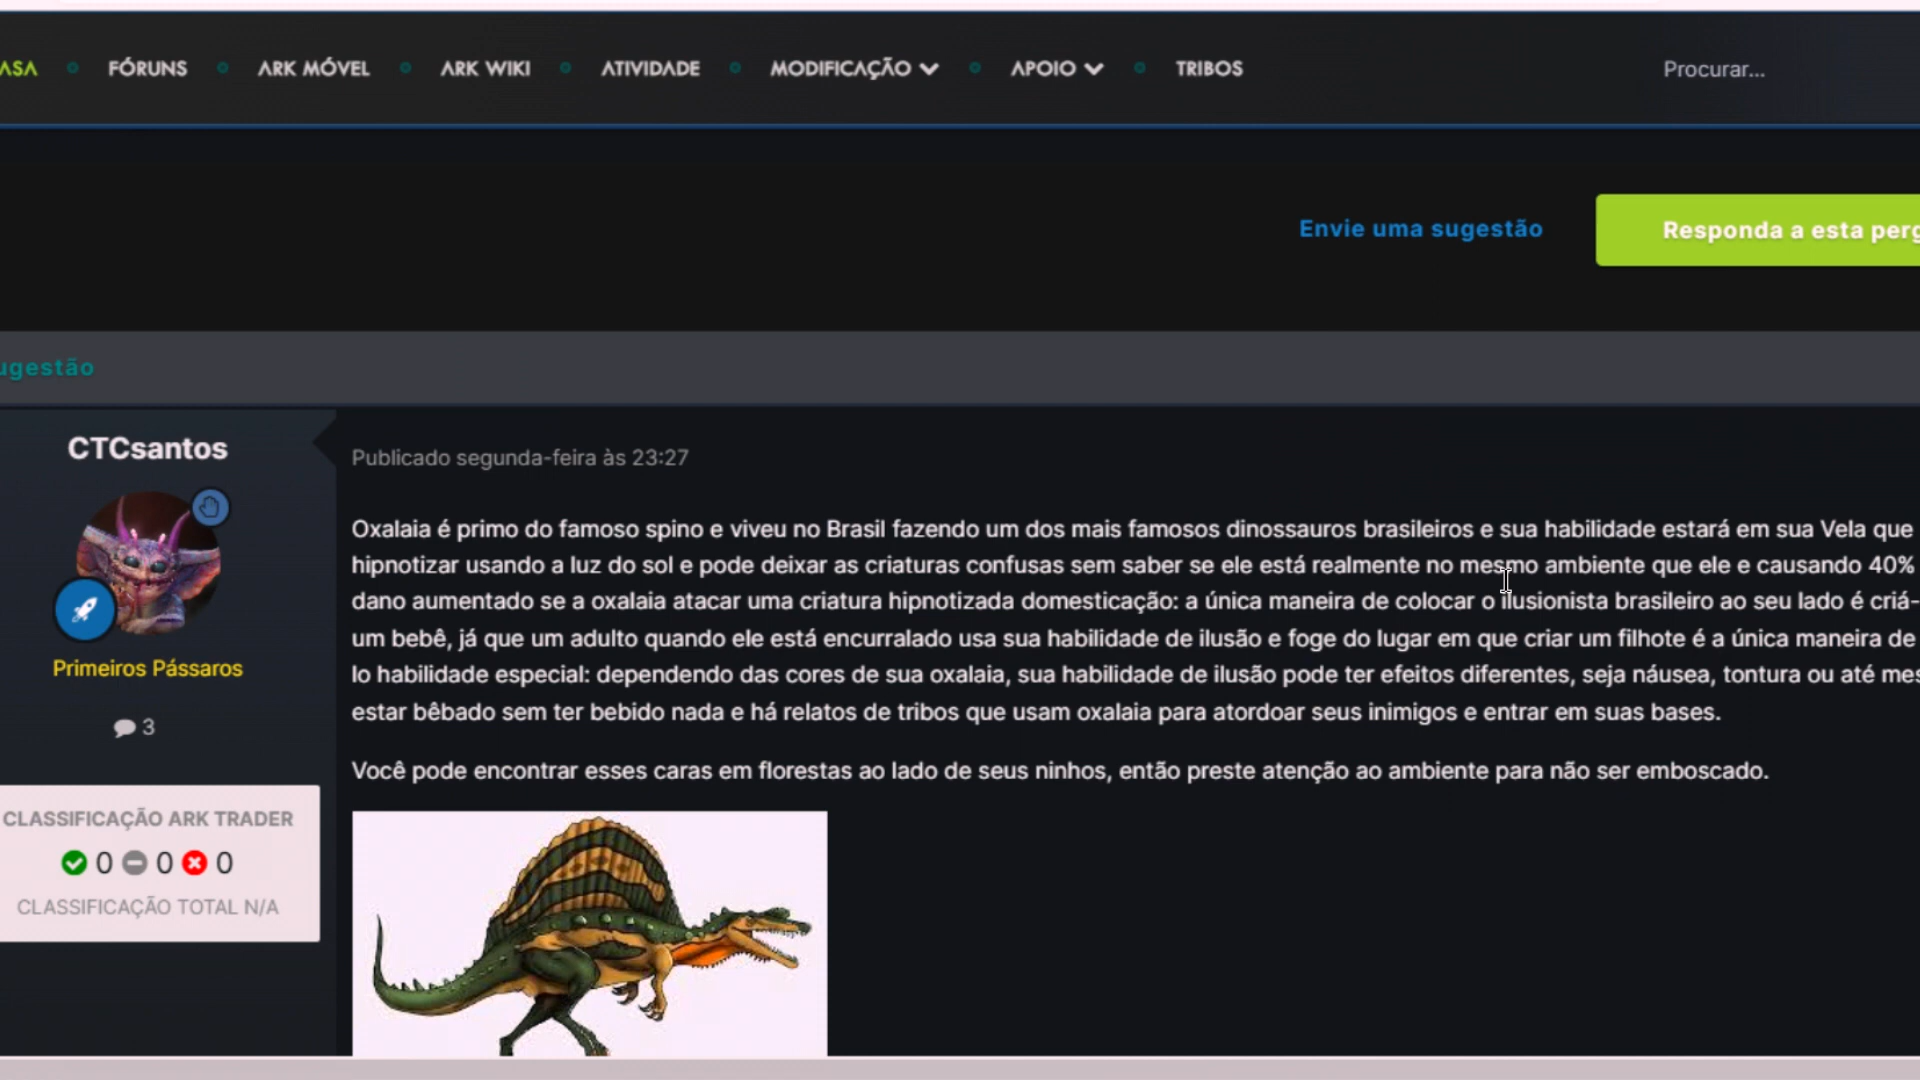 ASA FÓRUNS ARK MÓVEL ARK WIKI ATIVIDADE MODIFICAÇÃO APOIO TRIBOS Procurar...
Envie uma sugestão Responda a esta perg
ugestão
CTCsantos
Primeiros Pássaros
3
CLASSIFICAÇÃO ARK TRADER
0 0 0
CLASSIFICAÇÃO TOTAL N/A
Publicado segunda-feira às 23:27
Oxalaia é primo do famoso spino e viveu no Brasil fazendo um dos mais famosos dinossauros brasileiros e sua habilidade estará em sua Vela que
hipnotizar usando a luz do sol e pode deixar as criaturas confusas sem saber se ele está realmente no mesmo ambiente que ele e causando 40%
dano aumentado se a oxalaia atacar uma criatura hipnotizada domesticação: a única maneira de colocar o ilusionista brasileiro ao seu lado é criá-
um bebê, já que um adulto quando ele está encurralado usa sua habilidade de ilusão e foge do lugar em que criar um filhote é a única maneira de
lo habilidade especial: dependendo das cores de sua oxalaia, sua habilidade de ilusão pode ter efeitos diferentes, seja náusea, tontura ou até mes
estar bêbado sem ter bebido nada e há relatos de tribos que usam oxalaia para atordoar seus inimigos e entrar em suas bases.
Você pode encontrar esses caras em florestas ao lado de seus ninhos, então preste atenção ao ambiente para não ser emboscado.